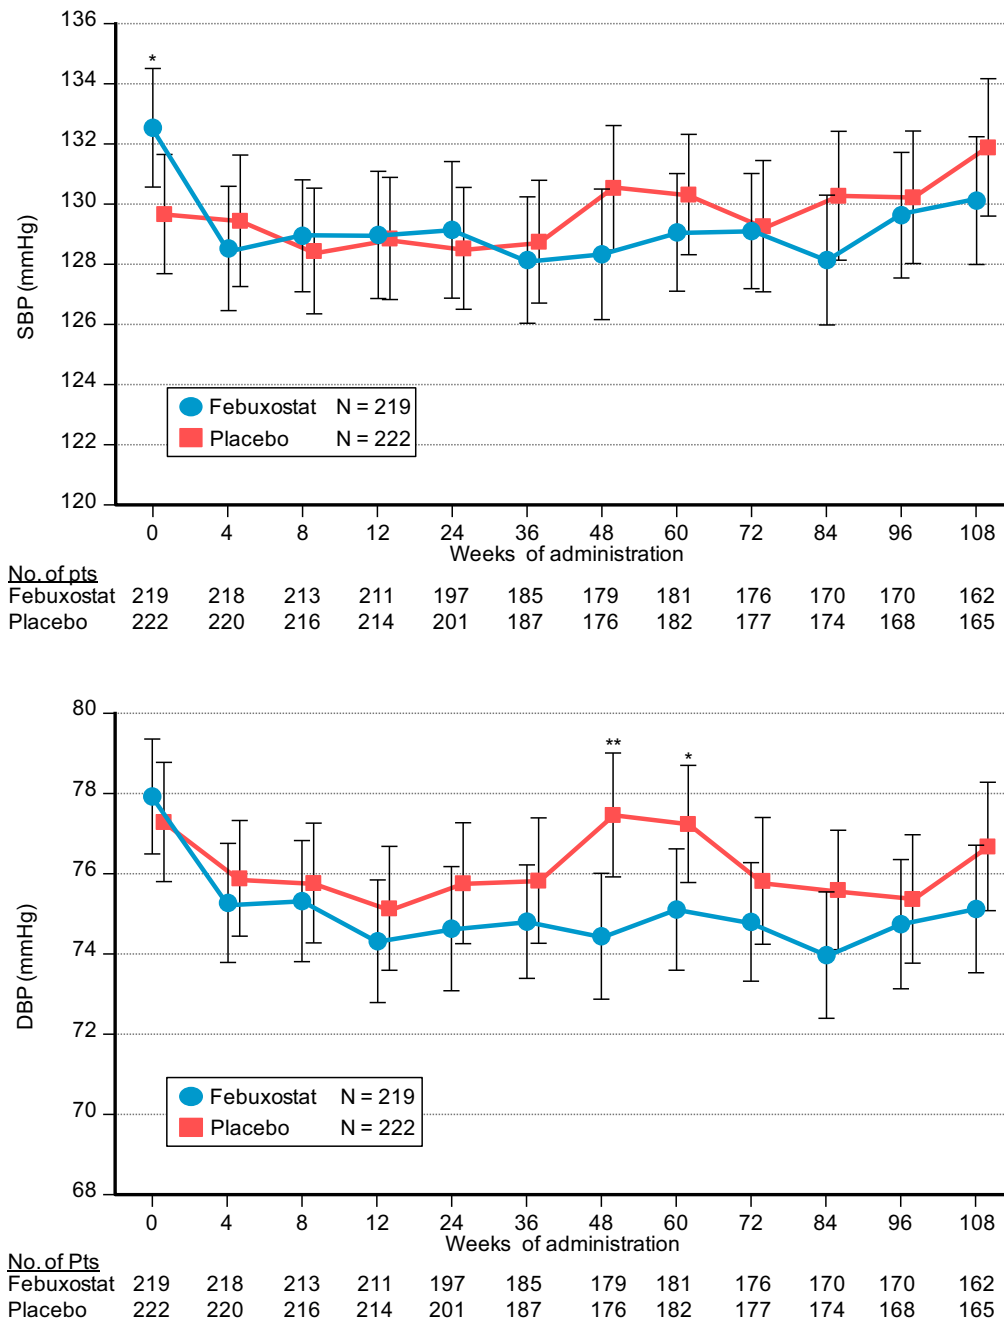 136
134
132
130
128
126
124
122
120
SBP (mmHg)
*
Febuxostat N = 219
Placebo N = 222
0 4 8 12 24 36 48 60 72 84 96 108
Weeks of administration
No. of pts
Febuxostat 219 218 213 211 197 185 179 181 176 170 170 162
Placebo 222 220 216 214 201 187 176 182 177 174 168 165
80
78
76
74
72
70
68
DBP (mmHg)
** *
Febuxostat N = 219
Placebo N = 222
0 4 8 12 24 36 48 60 72 84 96 108
Weeks of administration
No. of Pts
Febuxostat 219 218 213 211 197 185 179 181 176 170 170 162
Placebo 222 220 216 214 201 187 176 182 177 174 168 165